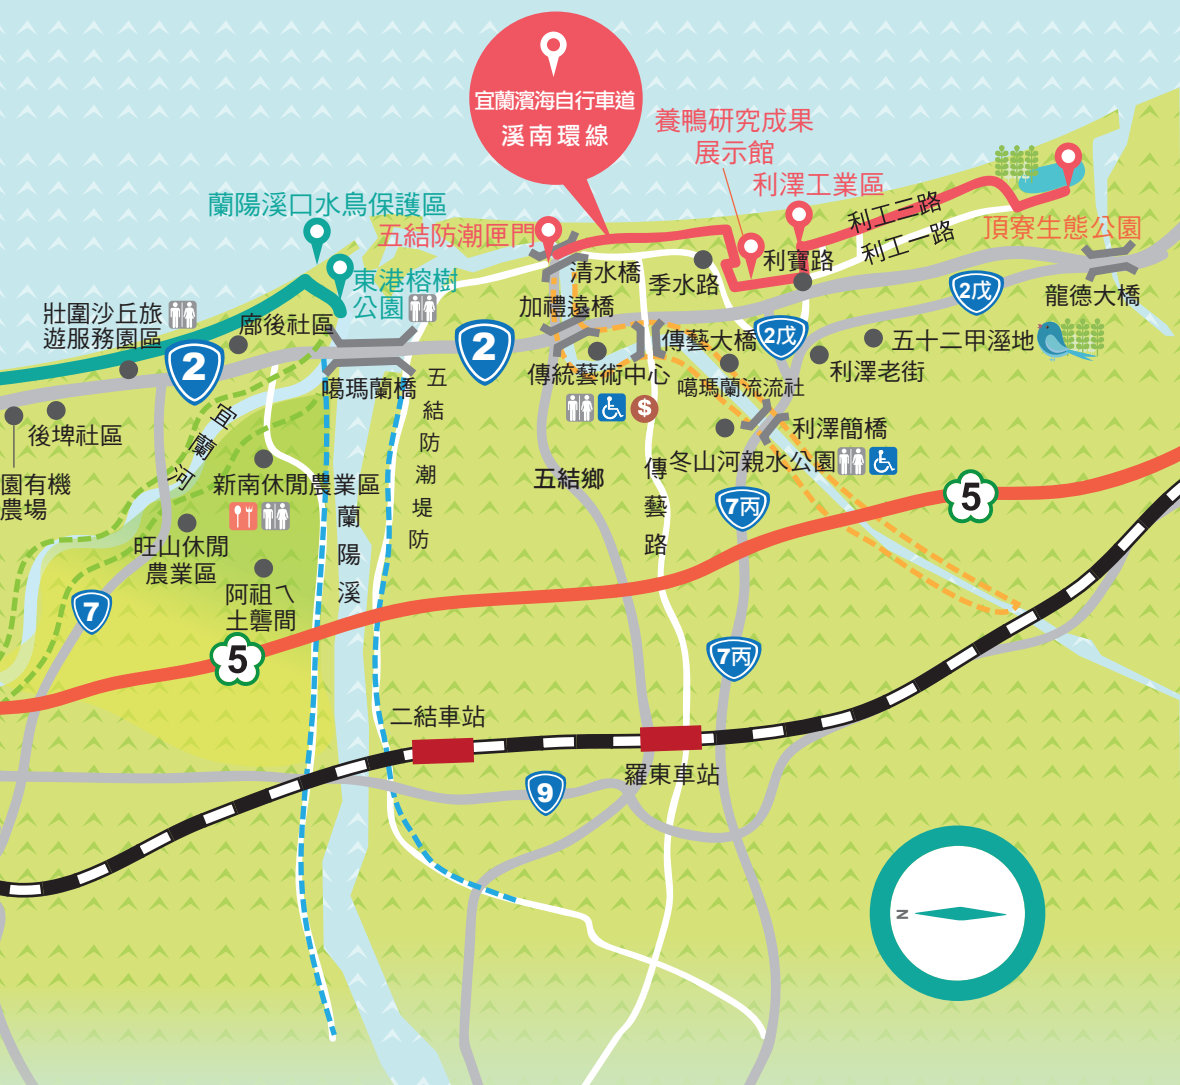 宜蘭濱海自行車道
溪南環線
養鴨研究成果
展示館
利澤工業區
利工三路
利工一路
頂寮生態公園
蘭陽溪口水鳥保護區
五結防潮匣門
東港榕樹
公園
清水橋
季水路
利寶路
龍德大橋
2戊
壯圍沙丘旅
遊服務園區
廍後社區
加禮遠橋
2
2
傳藝大橋
2戊
五十二甲溼地
利澤老街
噶瑪蘭橋
傳統藝術中心
噶瑪蘭流流社
$
後埤社區
宜蘭河
五結防潮堤防
利澤簡橋
冬山河親水公園
園有機
農場
新南休閒農業區
五結鄉
傳藝路
7丙
5
蘭陽溪
旺山休閒
農業區
阿祖ㄟ
土礱間
7
5
7丙
二結車站
羅東車站
9
N